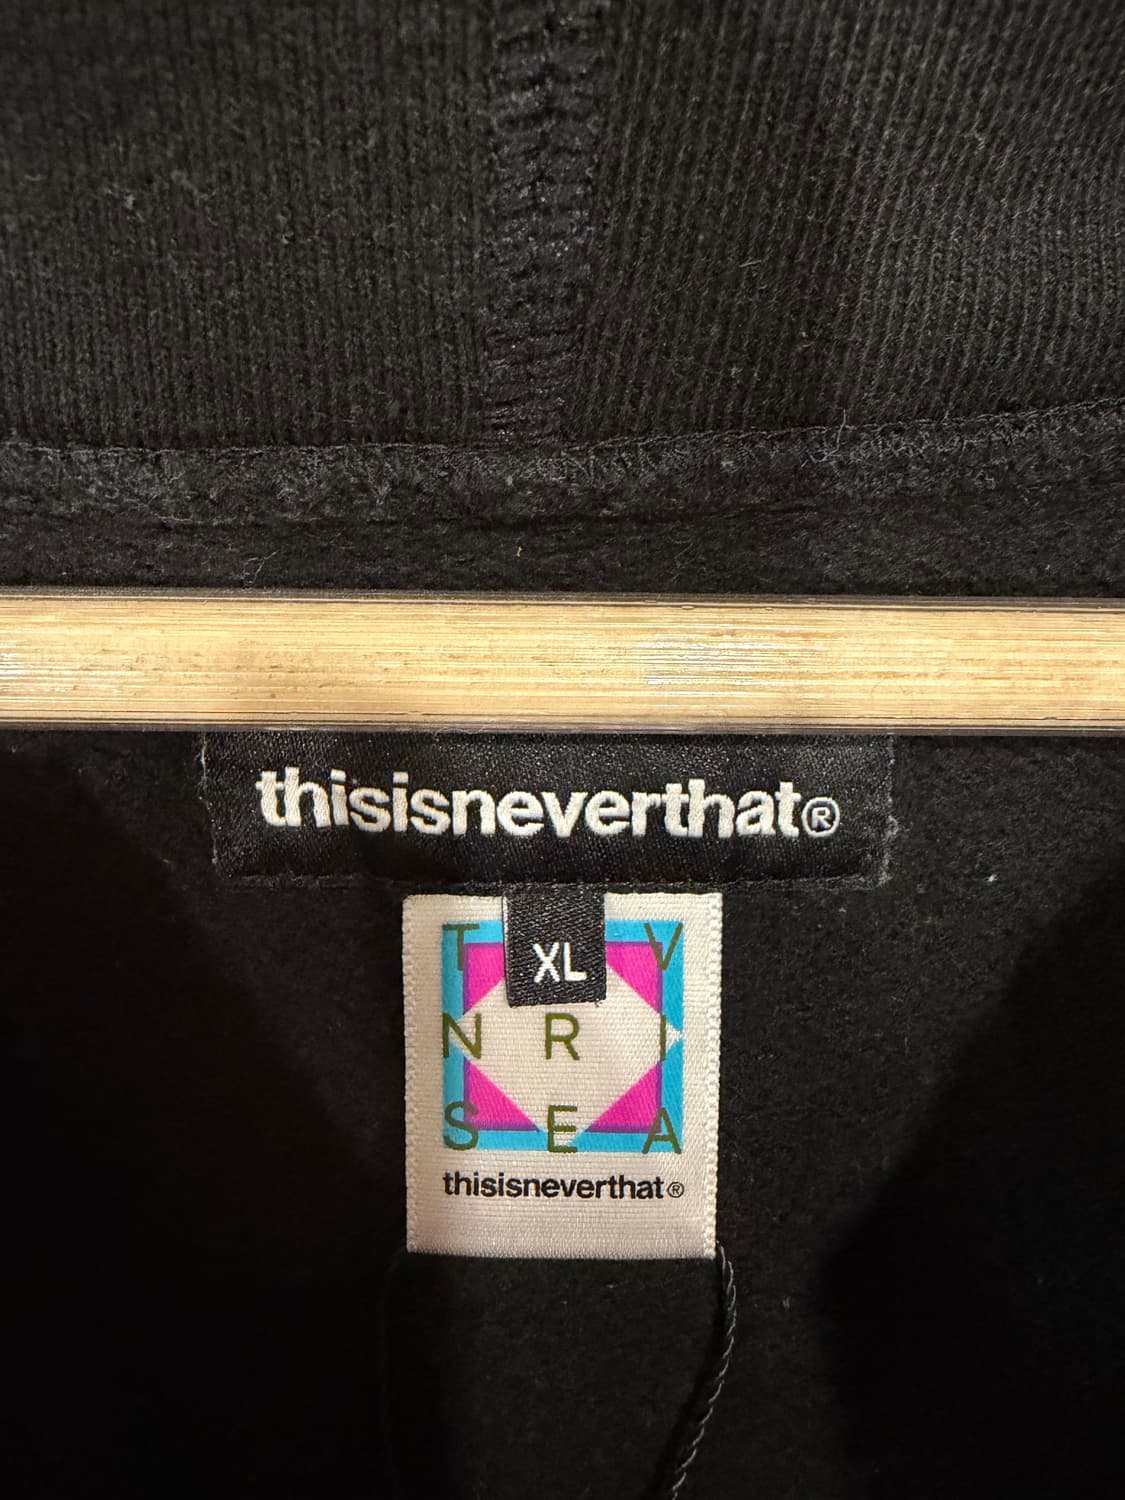 thisisneverthat®
XL
T V
N R I
S E A
thisisneverthat®